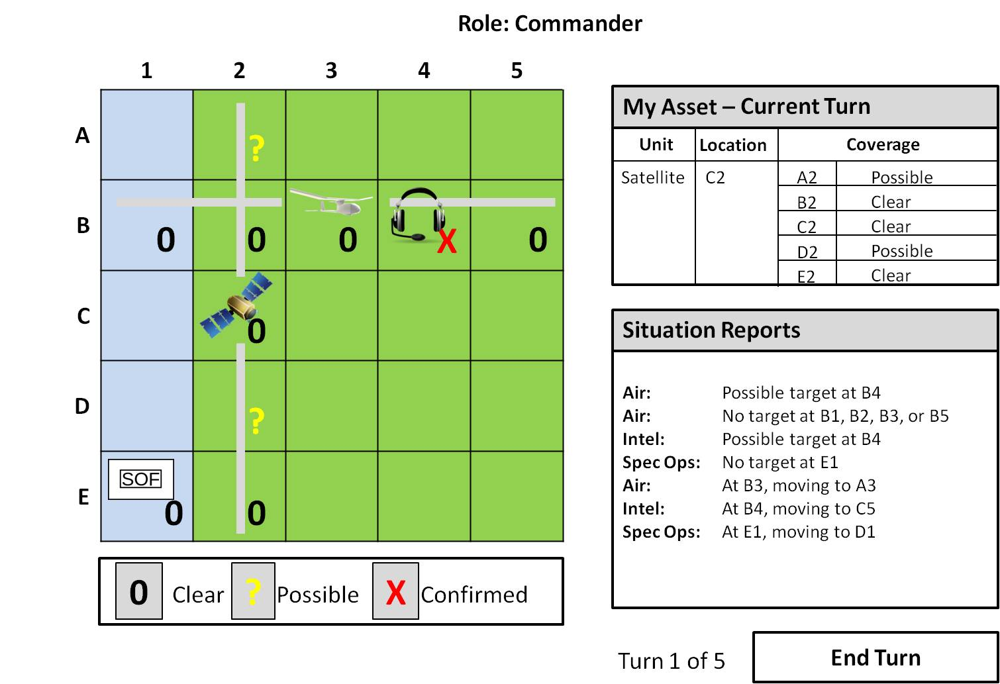 Role: Commander
1 2 3 4 5
A ?
B 0 0 0 X 0
C 0
D ?
E SOF 0 0
0 Clear ? Possible X Confirmed
My Asset – Current Turn
Unit Location Coverage
Satellite C2 A2 Possible
B2 Clear
C2 Clear
D2 Possible
E2 Clear
Situation Reports
Air: Possible target at B4
Air: No target at B1, B2, B3, or B5
Intel: Possible target at B4
Spec Ops: No target at E1
Air: At B3, moving to A3
Intel: At B4, moving to C5
Spec Ops: At E1, moving to D1
Turn 1 of 5 End Turn